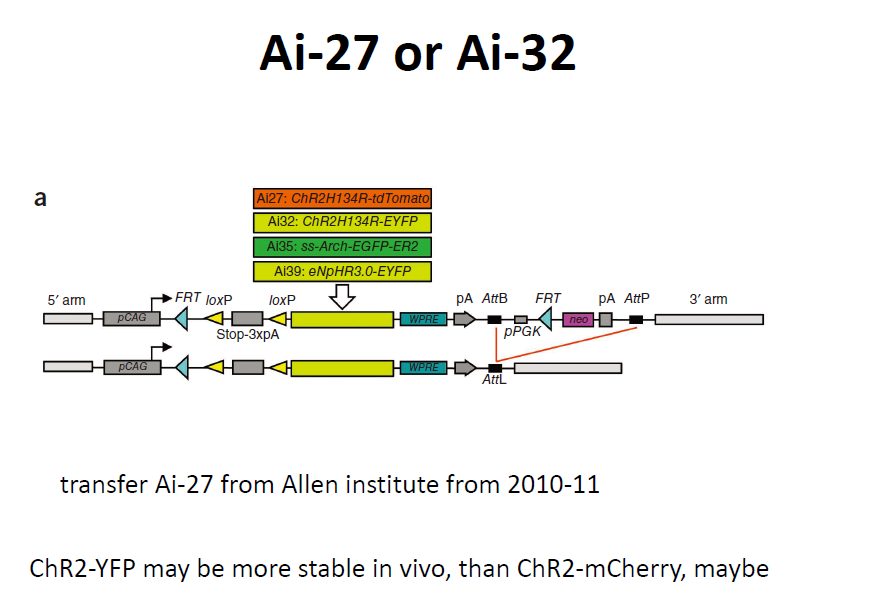 Ai-27 or Ai-32
a
Ai27: ChR2H134R-tdTomato
Ai32: ChR2H134R-EYFP
Ai35: ss-Arch-EGFP-ER2
Ai39: eNpHR3.0-EYFP
5′ arm FRT loxP loxP pA AttB FRT pA AttP 3′ arm
pCAG WPRE neo
Stop-3xpA pPGK
pCAG WPRE
AttL
transfer Ai-27 from Allen institute from 2010-11
ChR2-YFP may be more stable in vivo, than ChR2-mCherry, maybe